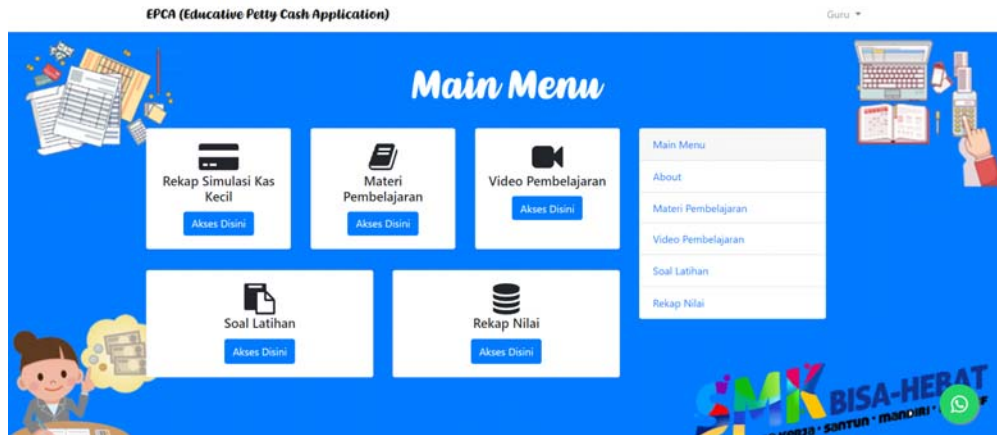 EPCA (Educative Petty Cash Application)
Guru
Main Menu
Rekap Simulasi Kas
Kecil
Akses Disini
Materi
Pembelajaran
Akses Disini
Video Pembelajaran
Akses Disini
Soal Latihan
Akses Disini
Rekap Nilai
Akses Disini
Main Menu
About
Materi Pembelajaran
Video Pembelajaran
Soal Latihan
Rekap Nilai
SMK BISA-HEBAT
• SANTUN • MANDIRI •